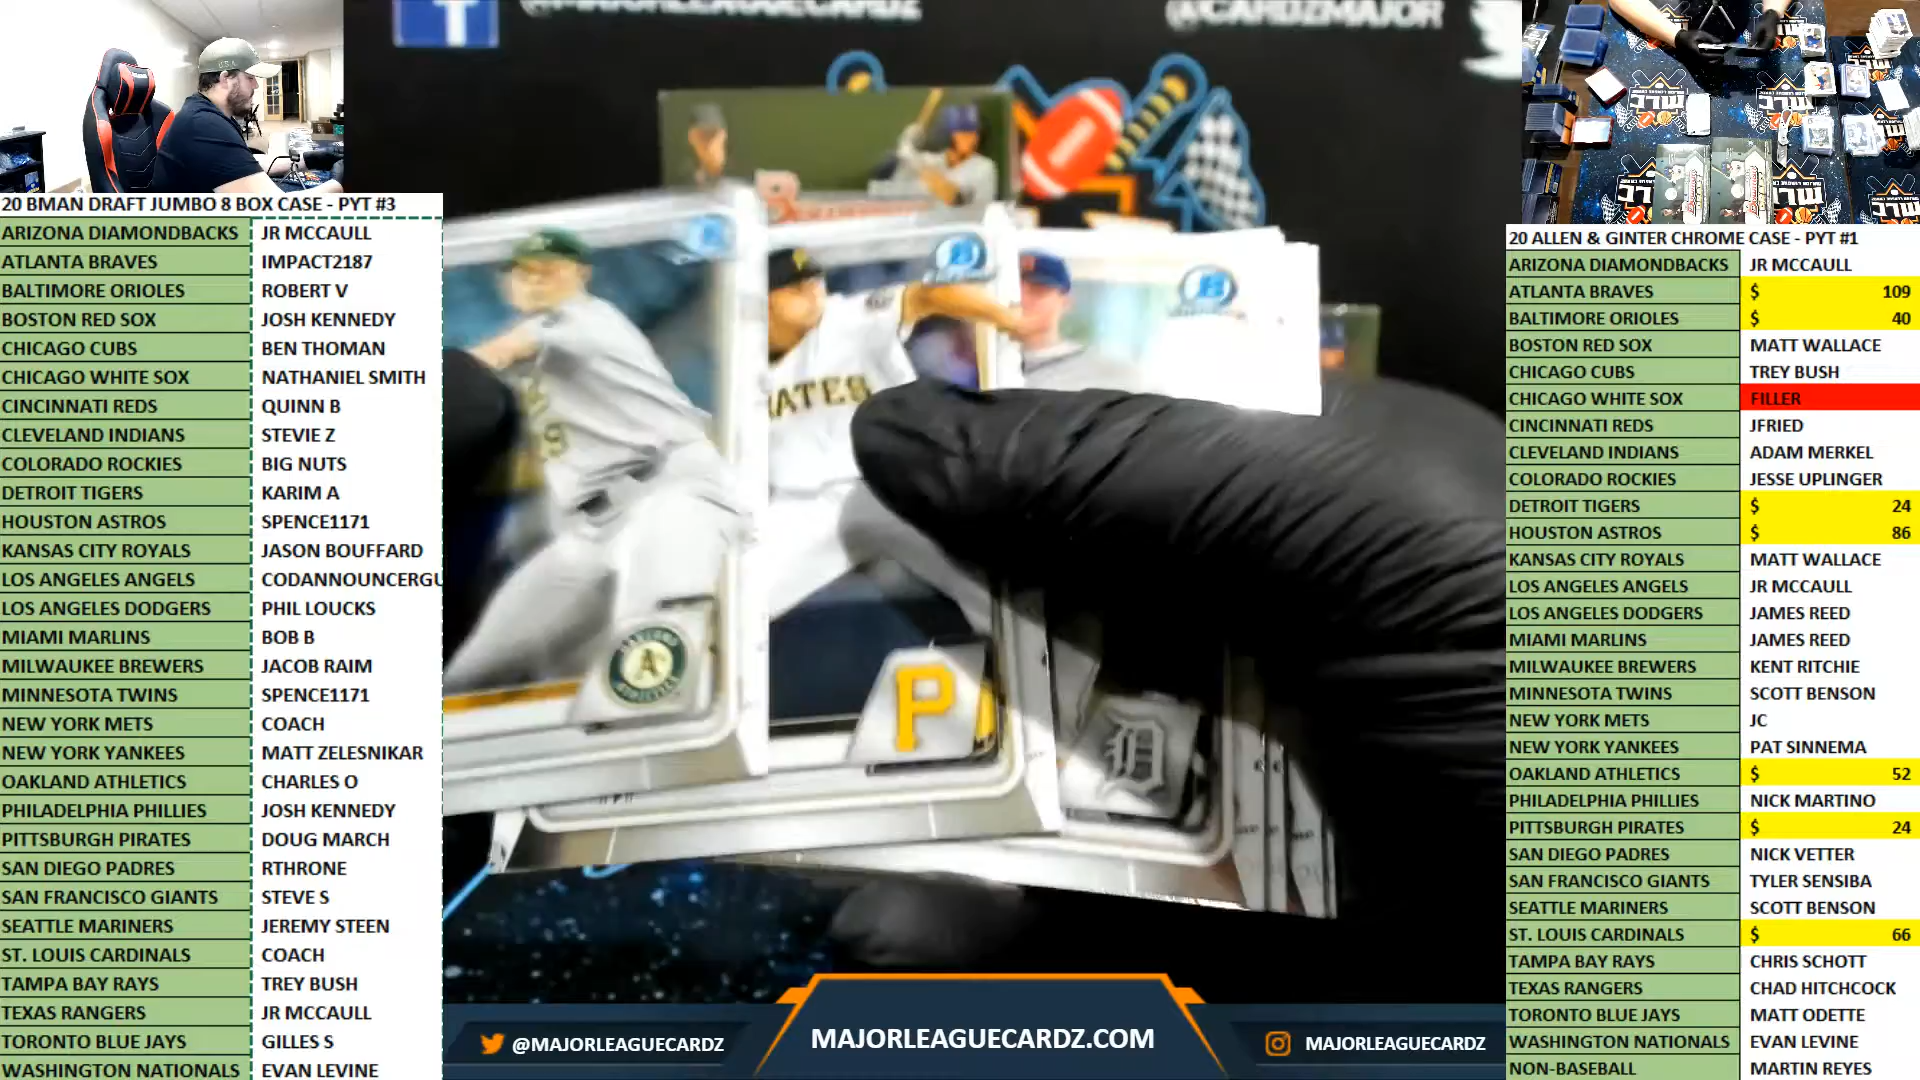 @MAJORLEAGUECARDZ
@CARDZMAJOR
20 BMAN DRAFT JUMBO 8 BOX CASE - PYT #3
ARIZONA DIAMONDBACKS JR MCCAULL
ATLANTA BRAVES IMPACT2187
BALTIMORE ORIOLES ROBERT V
BOSTON RED SOX JOSH KENNEDY
CHICAGO CUBS BEN THOMAN
CHICAGO WHITE SOX NATHANIEL SMITH
CINCINNATI REDS QUINN B
CLEVELAND INDIANS STEVIE Z
COLORADO ROCKIES BIG NUTS
DETROIT TIGERS KARIM A
HOUSTON ASTROS SPENCE1171
KANSAS CITY ROYALS JASON BOUFFARD
LOS ANGELES ANGELS CODANNOUNCERGU
LOS ANGELES DODGERS PHIL LOUCKS
MIAMI MARLINS BOB B
MILWAUKEE BREWERS JACOB RAIM
MINNESOTA TWINS SPENCE1171
NEW YORK METS COACH
NEW YORK YANKEES MATT ZELESNIKAR
OAKLAND ATHLETICS CHARLES O
PHILADELPHIA PHILLIES JOSH KENNEDY
PITTSBURGH PIRATES DOUG MARCH
SAN DIEGO PADRES RTHRONE
SAN FRANCISCO GIANTS STEVE S
SEATTLE MARINERS JEREMY STEEN
ST. LOUIS CARDINALS COACH
TAMPA BAY RAYS TREY BUSH
TEXAS RANGERS JR MCCAULL
TORONTO BLUE JAYS GILLES S
WASHINGTON NATIONALS EVAN LEVINE
ATES
9
A
P
D
@MAJORLEAGUECARDZ
MAJORLEAGUECARDZ.COM
MAJORLEAGUECARDZ
20 ALLEN & GINTER CHROME CASE - PYT #1
ARIZONA DIAMONDBACKS JR MCCAULL
ATLANTA BRAVES $ 109
BALTIMORE ORIOLES $ 40
BOSTON RED SOX MATT WALLACE
CHICAGO CUBS TREY BUSH
CHICAGO WHITE SOX FILLER
CINCINNATI REDS JFRIED
CLEVELAND INDIANS ADAM MERKEL
COLORADO ROCKIES JESSE UPLINGER
DETROIT TIGERS $ 24
HOUSTON ASTROS $ 86
KANSAS CITY ROYALS MATT WALLACE
LOS ANGELES ANGELS JR MCCAULL
LOS ANGELES DODGERS JAMES REED
MIAMI MARLINS JAMES REED
MILWAUKEE BREWERS KENT RITCHIE
MINNESOTA TWINS SCOTT BENSON
NEW YORK METS JC
NEW YORK YANKEES PAT SINNEMA
OAKLAND ATHLETICS $ 52
PHILADELPHIA PHILLIES NICK MARTINO
PITTSBURGH PIRATES $ 24
SAN DIEGO PADRES NICK VETTER
SAN FRANCISCO GIANTS TYLER SENSIBA
SEATTLE MARINERS SCOTT BENSON
ST. LOUIS CARDINALS $ 66
TAMPA BAY RAYS CHRIS SCHOTT
TEXAS RANGERS CHAD HITCHCOCK
TORONTO BLUE JAYS MATT ODETTE
WASHINGTON NATIONALS EVAN LEVINE
NON-BASEBALL MARTIN REYES